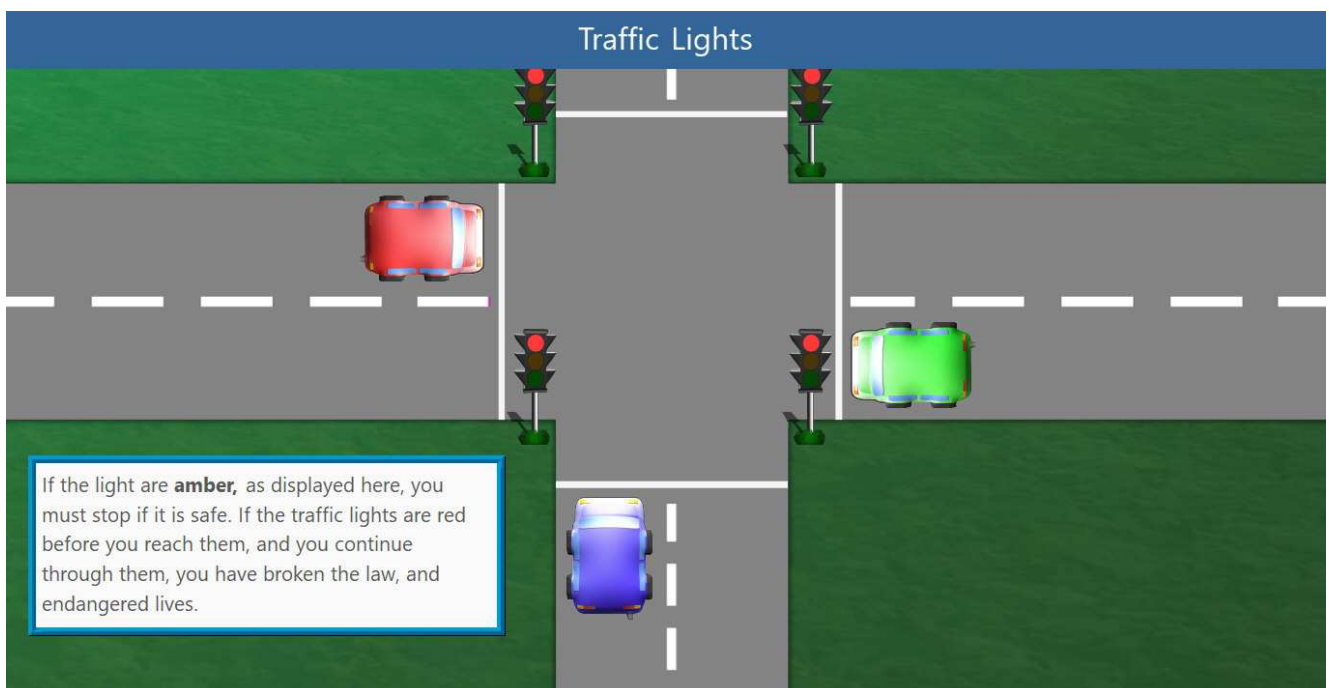 Traffic Lights
If the light are amber, as displayed here, you
must stop if it is safe. If the traffic lights are red
before you reach them, and you continue
through them, you have broken the law, and
endangered lives.